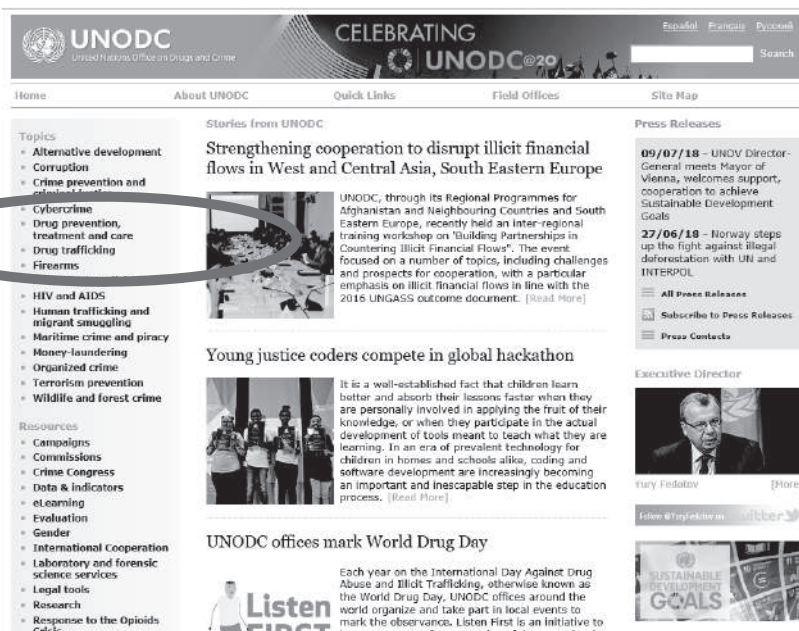 UNODC
United Nations Office on Drugs and Crime
CELEBRATING
UNODC@20
Español Français Русский
Search
Home
About UNODC
Quick Links
Field Offices
Site Map
Topics
Alternative development
Corruption
Crime prevention and
Cybercrime
Drug prevention,
treatment and care
Drug trafficking
Firearms
HIV and AIDS
Human trafficking and
migrant smuggling
Maritime crime and piracy
Money-laundering
Organized crime
Terrorism prevention
Wildlife and forest crime
Resources
Campaigns
Commissions
Crime Congress
Data & indicators
eLearning
Evaluation
Gender
International Cooperation
Laboratory and forensic
science services
Legal tools
Research
Response to the Opioids
Stories from UNODC
Strengthening cooperation to disrupt illicit financial
flows in West and Central Asia, South Eastern Europe
UNODC, through its Regional Programmes for
Afghanistan and Neighbouring Countries and South
Eastern Europe, recently held an inter-regional
training workshop on "Building Partnerships in
Countering Illicit Financial Flows". The event
focused on a number of topics, including challenges
and prospects for cooperation, with a particular
emphasis on illicit financial flows in line with the
2016 UNGASS outcome document. [Read More]
Young justice coders compete in global hackathon
It is a well-established fact that children learn
better and absorb their lessons faster when they
are personally involved in applying the fruit of their
knowledge, or when they participate in the actual
development of tools meant to teach what they are
learning. In an era of prevalent technology for
children in homes and schools alike, coding and
software development are increasingly becoming
an important and inescapable step in the education
process. [Read More]
UNODC offices mark World Drug Day
Listen
FIRST
Each year on the International Day Against Drug
Abuse and Illicit Trafficking, otherwise known as
the World Drug Day, UNODC offices around the
world organize and take part in local events to
mark the observance. Listen First is an initiative to
Press Releases
09/07/18 – UNOV Director-
General meets Mayor of
Vienna, welcomes support,
cooperation to achieve
Sustainable Development
Goals
27/06/18 – Norway steps
up the fight against illegal
deforestation with UN and
INTERPOL
All Press Releases
Subscribe to Press Releases
Press Contacts
Executive Director
Yury Fedotov [More
Follow @YuryFedotov on twitter
SUSTAINABLE
DEVELOPMENT
GOALS